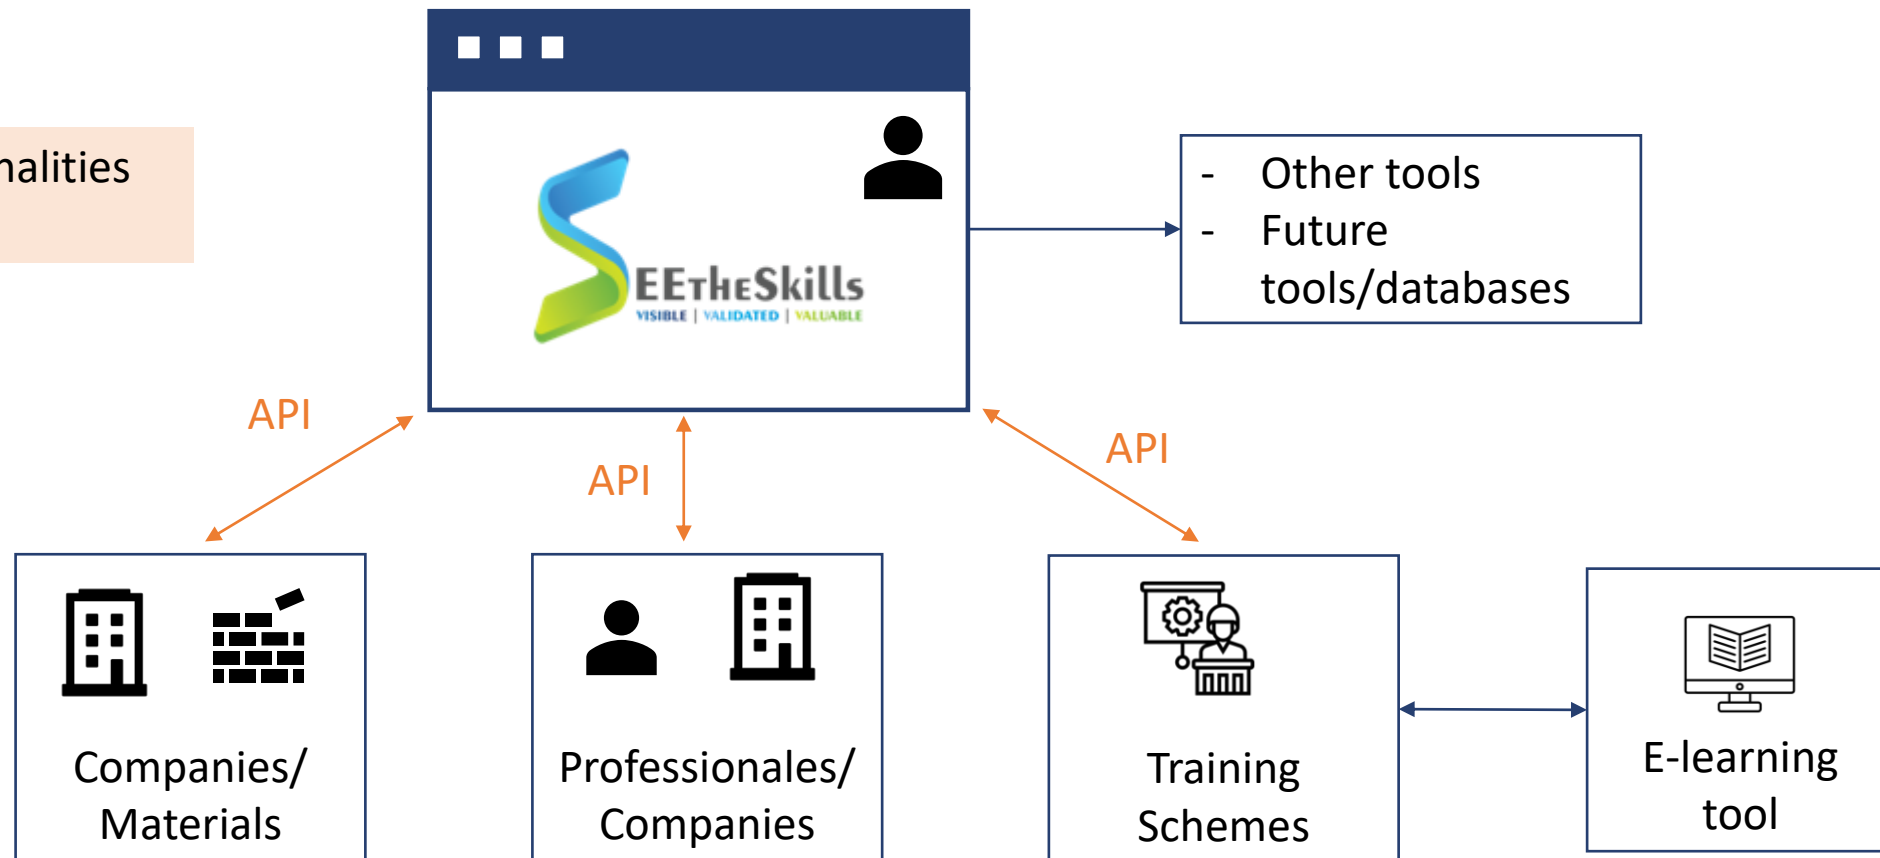 nalities
EETHESkills
VISIBLE | VALIDATED | VALUABLE
- Other tools
- Future
tools/databases
API
API
API
Companies/
Materials
Professionales/
Companies
Training
Schemes
E-learning
tool